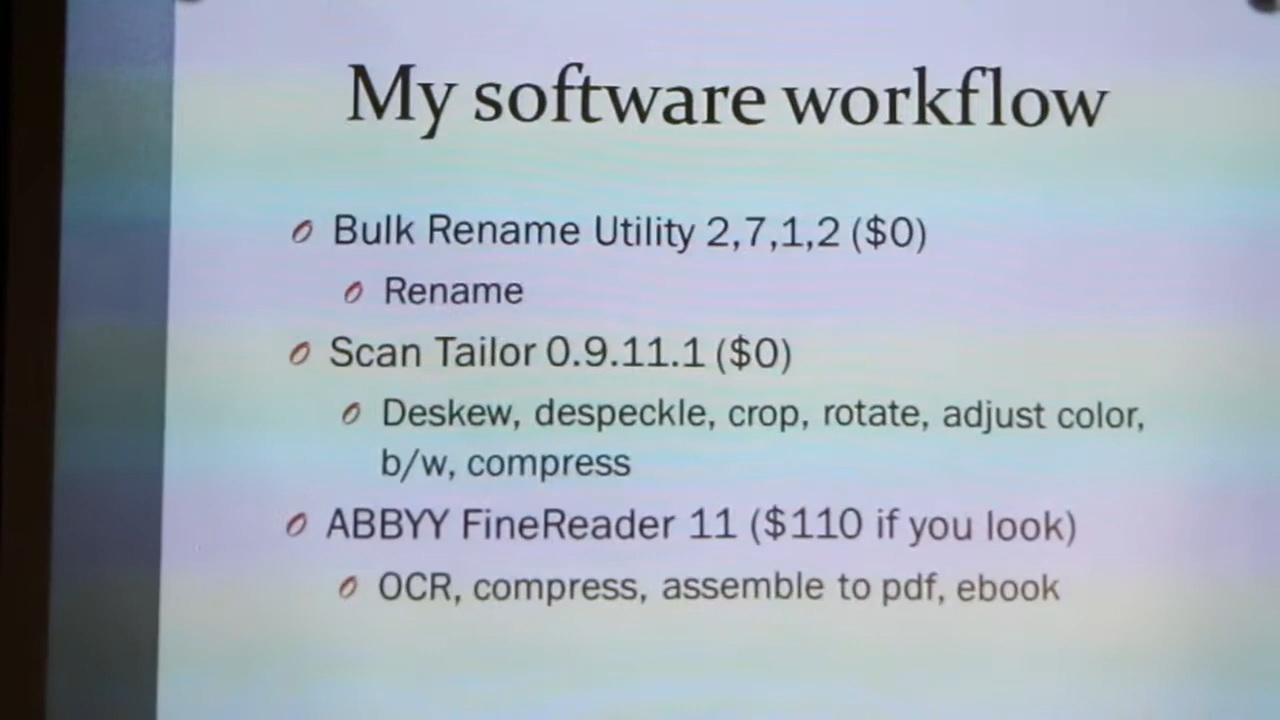 My software workflow
Bulk Rename Utility 2,7,1,2 ($0)
Rename
Scan Tailor 0.9.11.1 ($0)
Deskew, despeckle, crop, rotate, adjust color,
b/w, compress
ABBYY FineReader 11 ($110 if you look)
OCR, compress, assemble to pdf, ebook